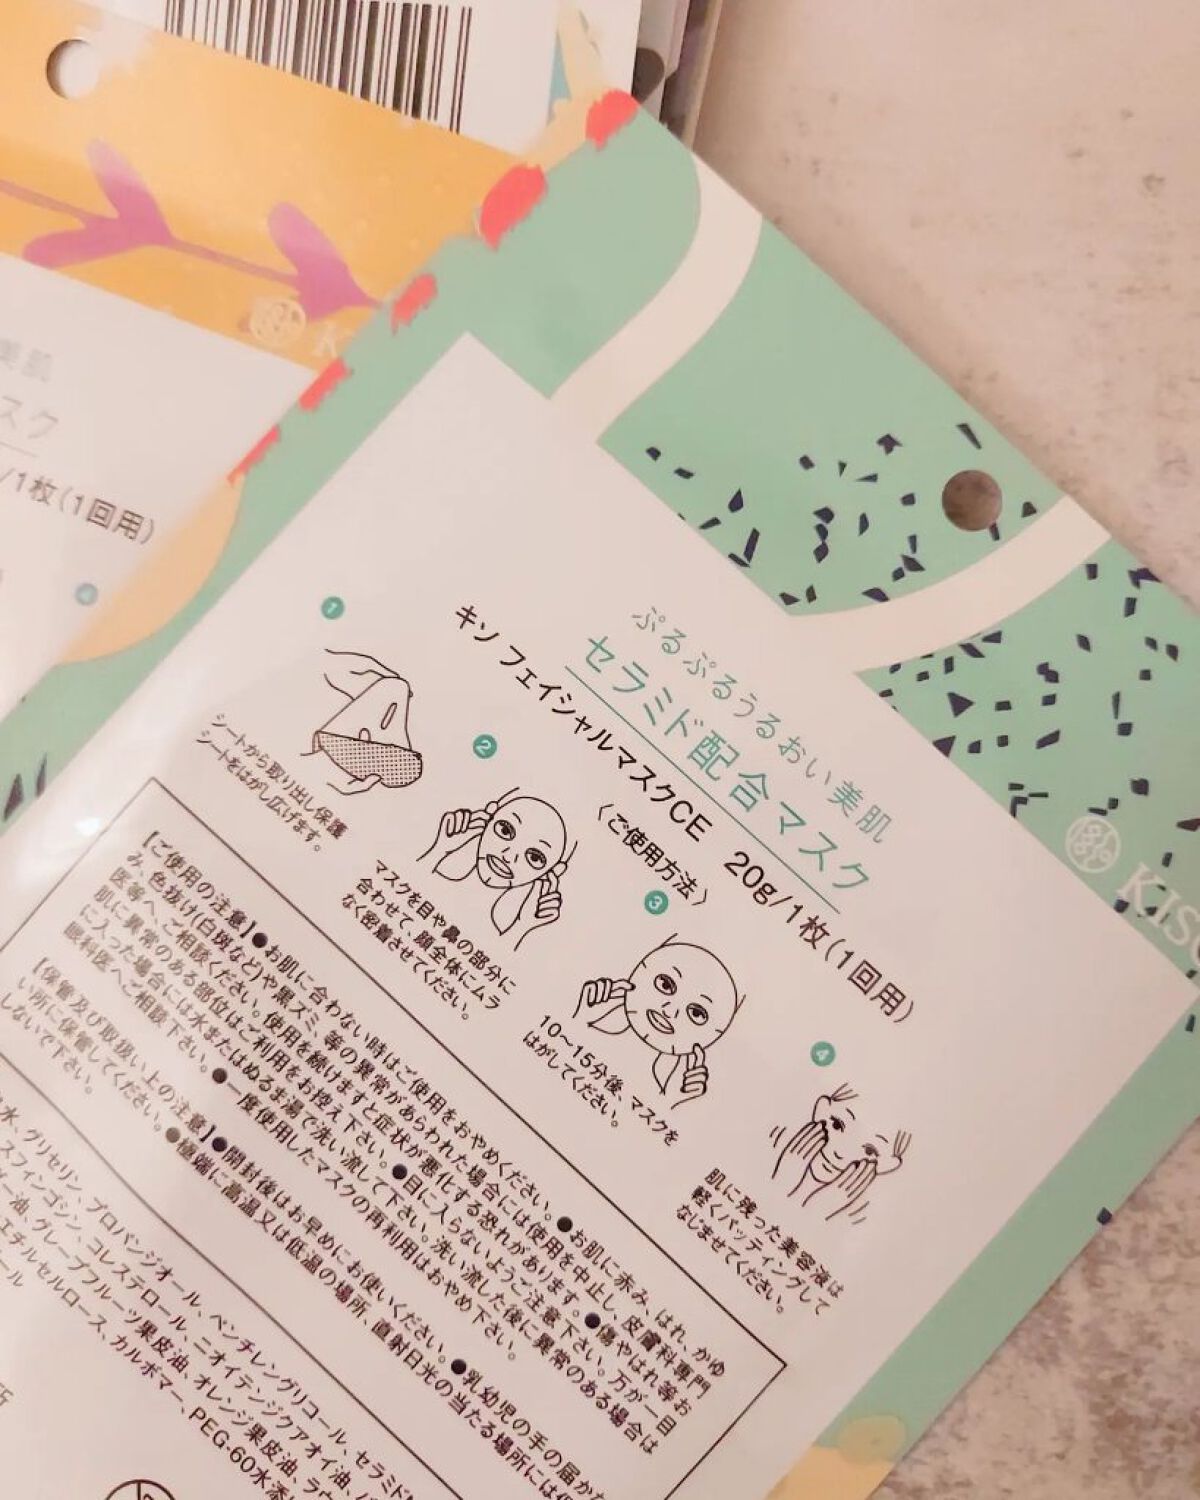 美肌
スク
/1枚(1回用)
4
ぷるぷるうるおい美肌
セラミド配合マスク
キソ フェイシャルマスクCE 20g/1枚(1回用)
〈ご使用方法〉
1
シートから取り出し保護
シートをはがし広げます。
2
マスクを目や鼻の部分に
合わせて、顔全体にムラ
なく密着させてください。
3
10〜15分後、マスクを
はがしてください。
4
肌に残った美容液は
軽くパッティングして
なじませてください。
KISO
【ご使用の注意】●お肌に合わない時はご使用をおやめください。●お肌に赤み、はれ、かゆ
み、色抜け(白斑など)や黒ズミ、等の異常があらわれた場合には使用を中止し、皮膚科専門
医等へ、ご相談ください。使用を続けますと症状が悪化する恐れがあります。●傷やはれ等お
肌に異常のある部位はご利用をお控え下さい。●目に入らないようご注意下さい。万が一目
に入った場合には水またはぬるま湯で洗い流して下さい。洗い流した後に異常のある場合は
眼科医へご相談下さい。●一度使用したマスクの再利用はおやめ下さい。
【保管及び取扱い上の注意】●開封後はお早めにお使いください。●乳幼児の手の届かな
い所に保管してください。●極端に高温又は低温の場所、直射日光の当たる場所には保
しないで下さい。
水、グリセリン、プロパンジオール、ペンチレングリコール、セラミド
スフィンゴシン、コレステロール、ニオイテンジクアオイ油、
ー油、グレープフルーツ果皮油、オレンジ果皮油、ラウ
エチルセルロース、カルボマー、PEG-60水添
ール